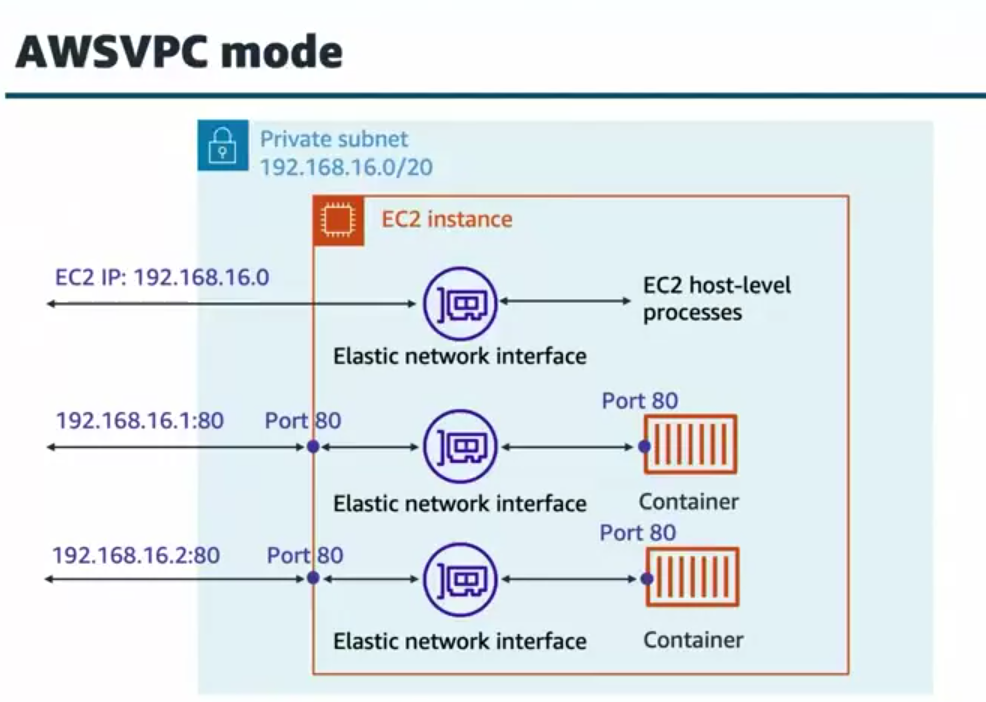 AWSVPC mode
Private subnet
192.168.16.0/20
EC2 instance
EC2 IP: 192.168.16.0
EC2 host-level
processes
Elastic network interface
192.168.16.1:80
Port 80
Port 80
Elastic network interface
Container
192.168.16.2:80
Port 80
Port 80
Elastic network interface
Container